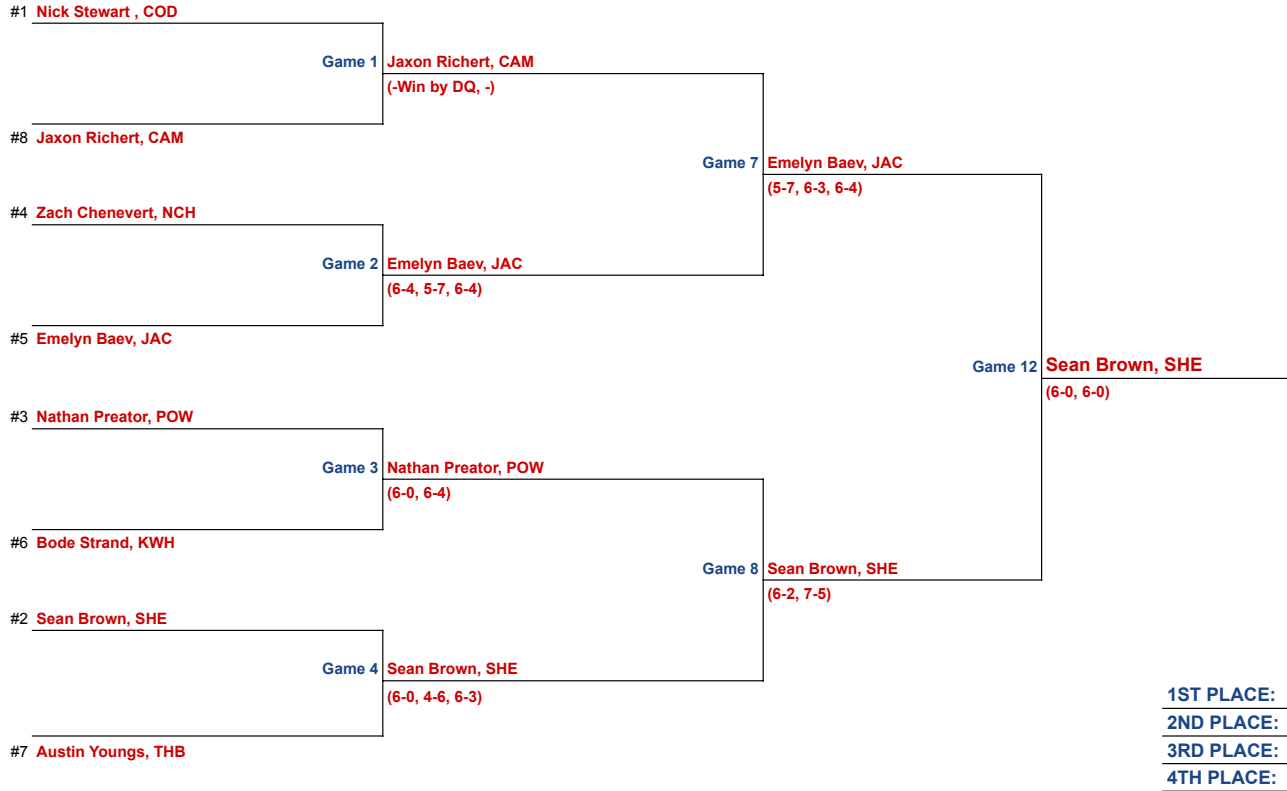 #1 Nick Stewart , COD
Game 1 Jaxon Richert, CAM
(-Win by DQ, -)
#8 Jaxon Richert, CAM
Game 7 Emelyn Baev, JAC
(5-7, 6-3, 6-4)
#4 Zach Chenevert, NCH
Game 2 Emelyn Baev, JAC
(6-4, 5-7, 6-4)
#5 Emelyn Baev, JAC
Game 12 Sean Brown, SHE
(6-0, 6-0)
#3 Nathan Preator, POW
Game 3 Nathan Preator, POW
(6-0, 6-4)
#6 Bode Strand, KWH
Game 8 Sean Brown, SHE
(6-2, 7-5)
#2 Sean Brown, SHE
Game 4 Sean Brown, SHE
(6-0, 4-6, 6-3)
#7 Austin Youngs, THB
1ST PLACE:
2ND PLACE:
3RD PLACE:
4TH PLACE: